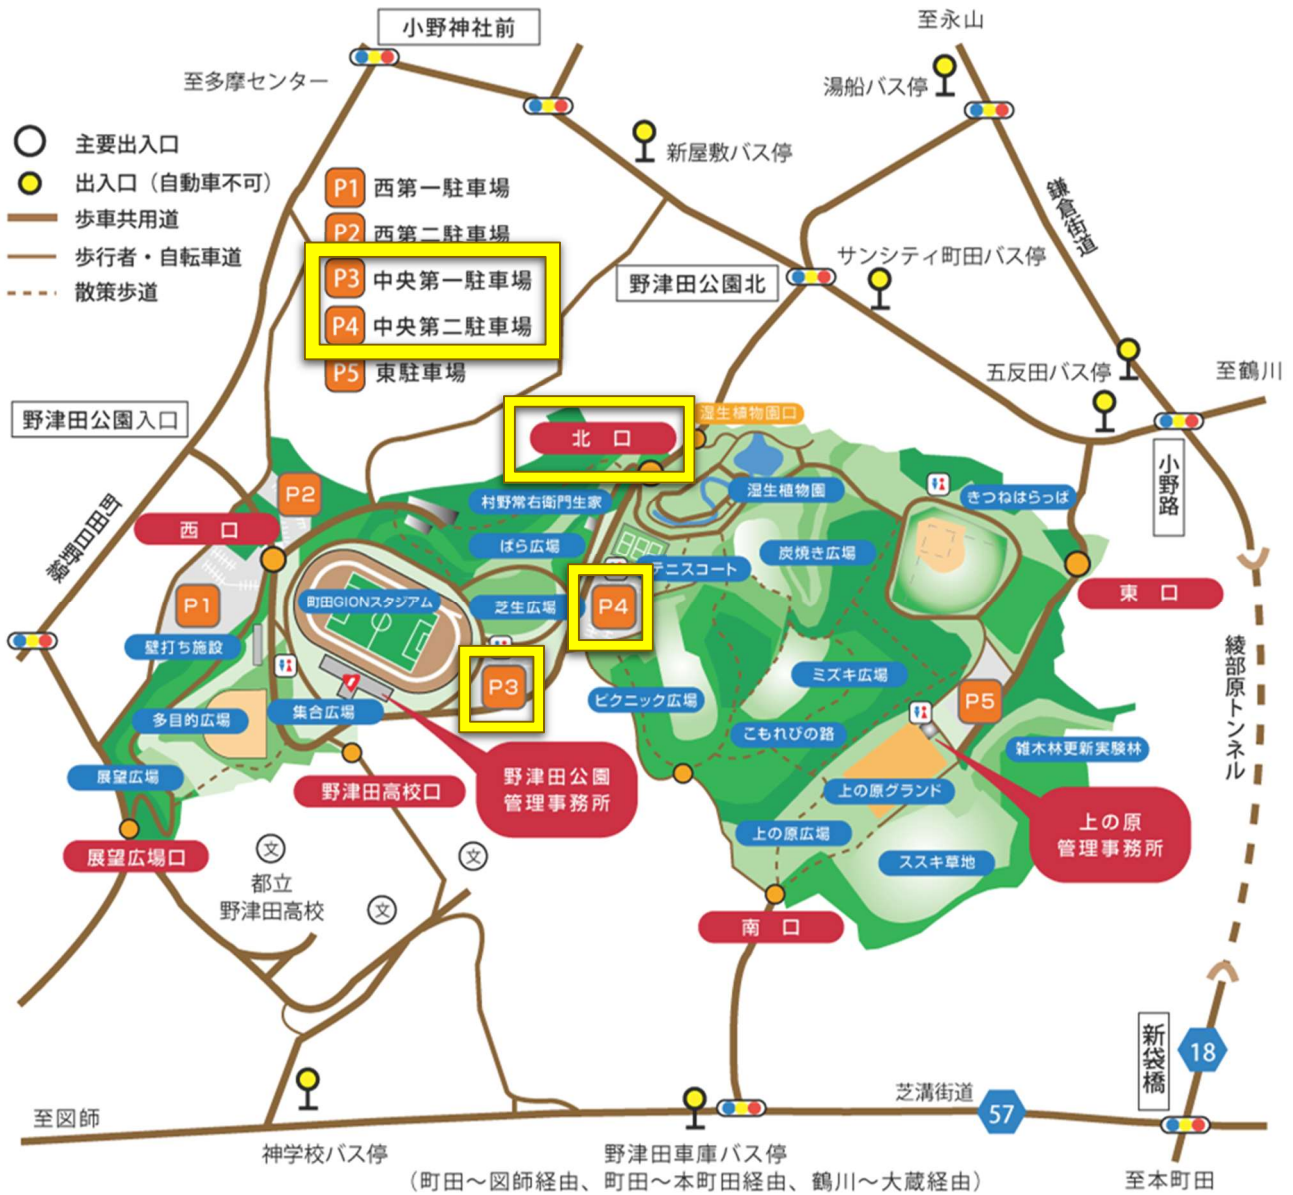 小野神社前
至永山
至多摩センター
湯船バス停
主要出入口
新屋敷バス停
出入口（自動車不可）
P1 西第一駐車場
鎌倉街道
歩車共用道
P2 西第二駐車場
歩行者・自転車道
サンシティ町田バス停
P3 中央第一駐車場
野津田公園北
散策歩道
P4 中央第二駐車場
P5 東駐車場
五反田バス停
至鶴川
野津田公園入口
湿生植物園口
北 口
小野路
P2
村野常右衛門生家
湿生植物園
きつねはらっぱ
西 口
町田日野線
ばら広場
炭焼き広場
テニスコート
東 口
P1
町田GIONスタジアム
芝生広場
P4
壁打ち施設
綾部原トンネル
P3
ミズキ広場
ピクニック広場
P5
多目的広場
集合広場
こもれびの路
雑木林更新実験林
展望広場
野津田高校口
野津田公園
管理事務所
上の原グランド
上の原
管理事務所
上の原広場
展望広場口
ススキ草地
文
文
都立
野津田高校
文
南 口
新袋橋
18
芝溝街道
57
至図師
神学校バス停
野津田車庫バス停
（町田～図師経由、町田～本町田経由、鶴川～大蔵経由）
至本町田